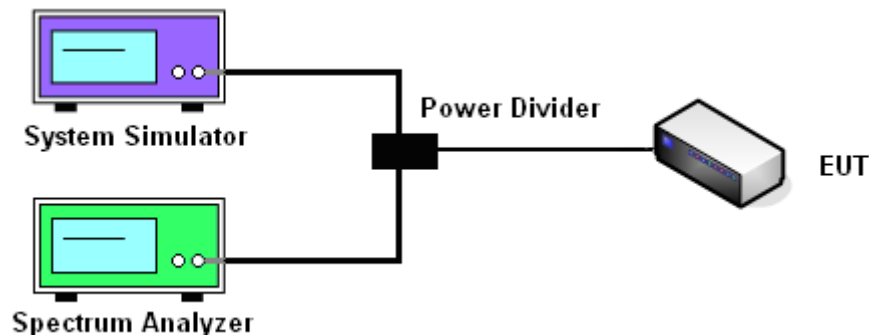 System Simulator
Power Divider
EUT
Spectrum Analyzer